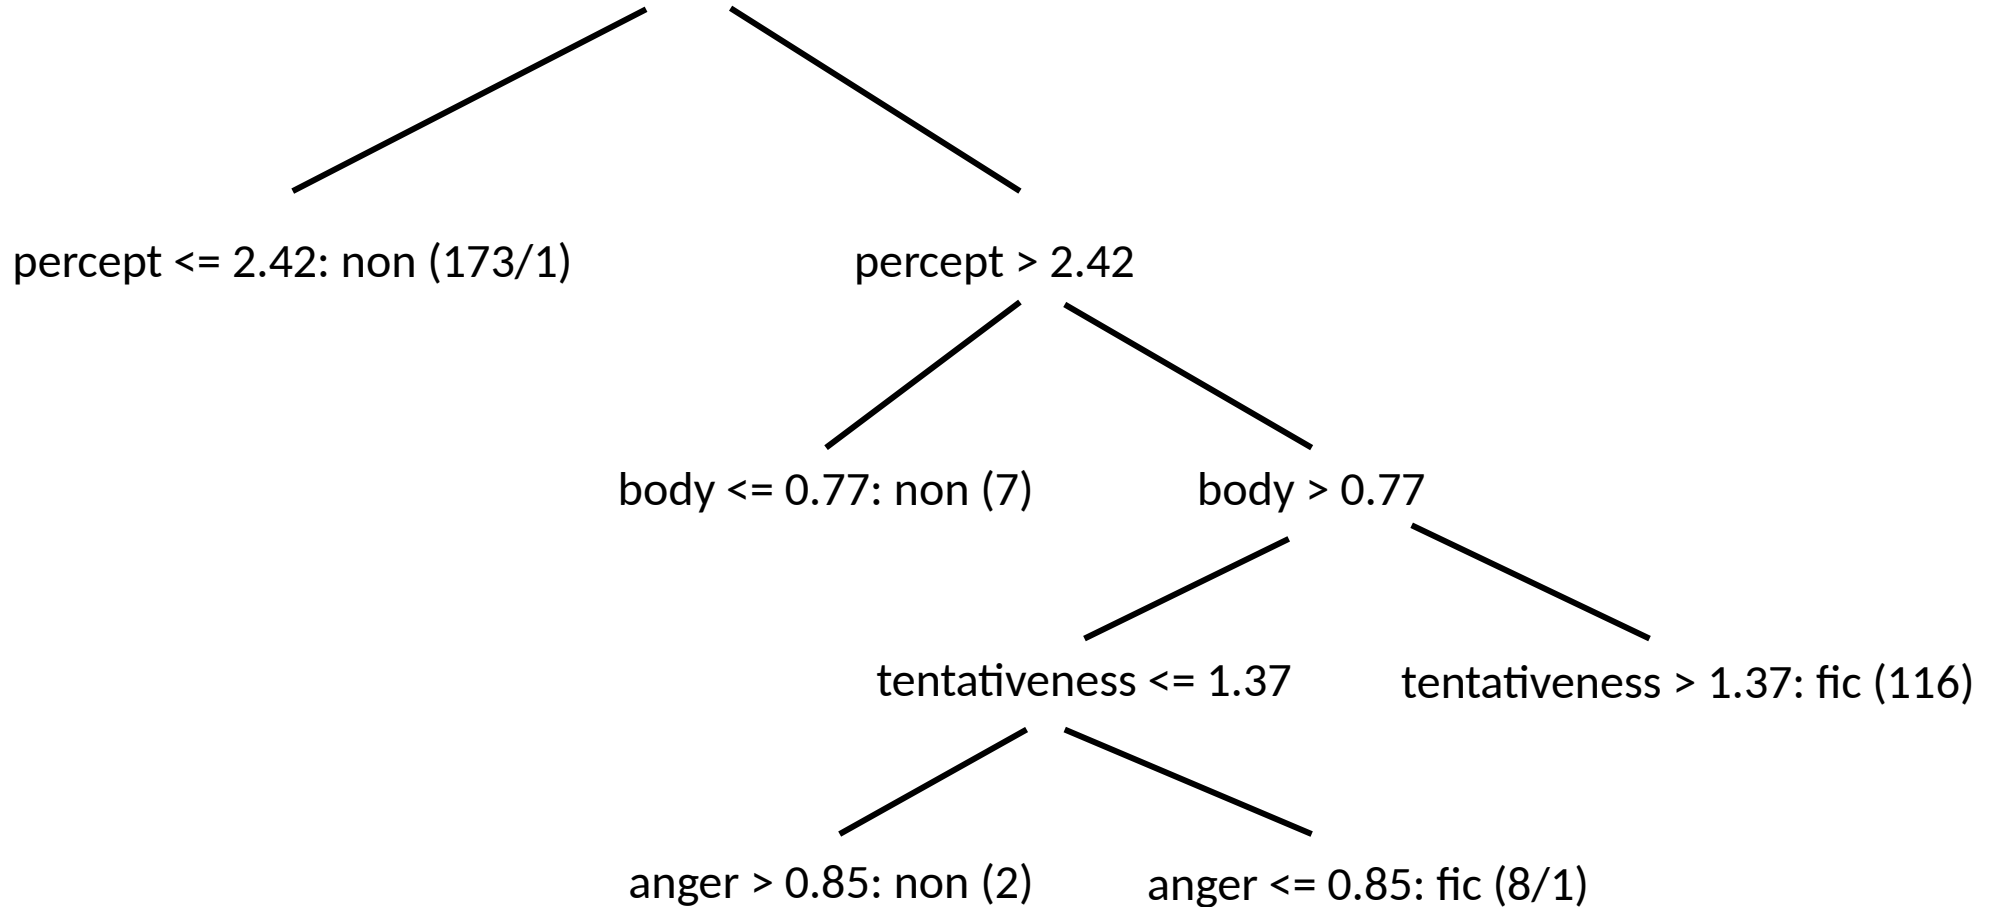 percept <= 2.42: non (173/1)
percept > 2.42
body <= 0.77: non (7)
body > 0.77
tentativeness <= 1.37
tentativeness > 1.37: fic (116)
anger > 0.85: non (2)
anger <= 0.85: fic (8/1)